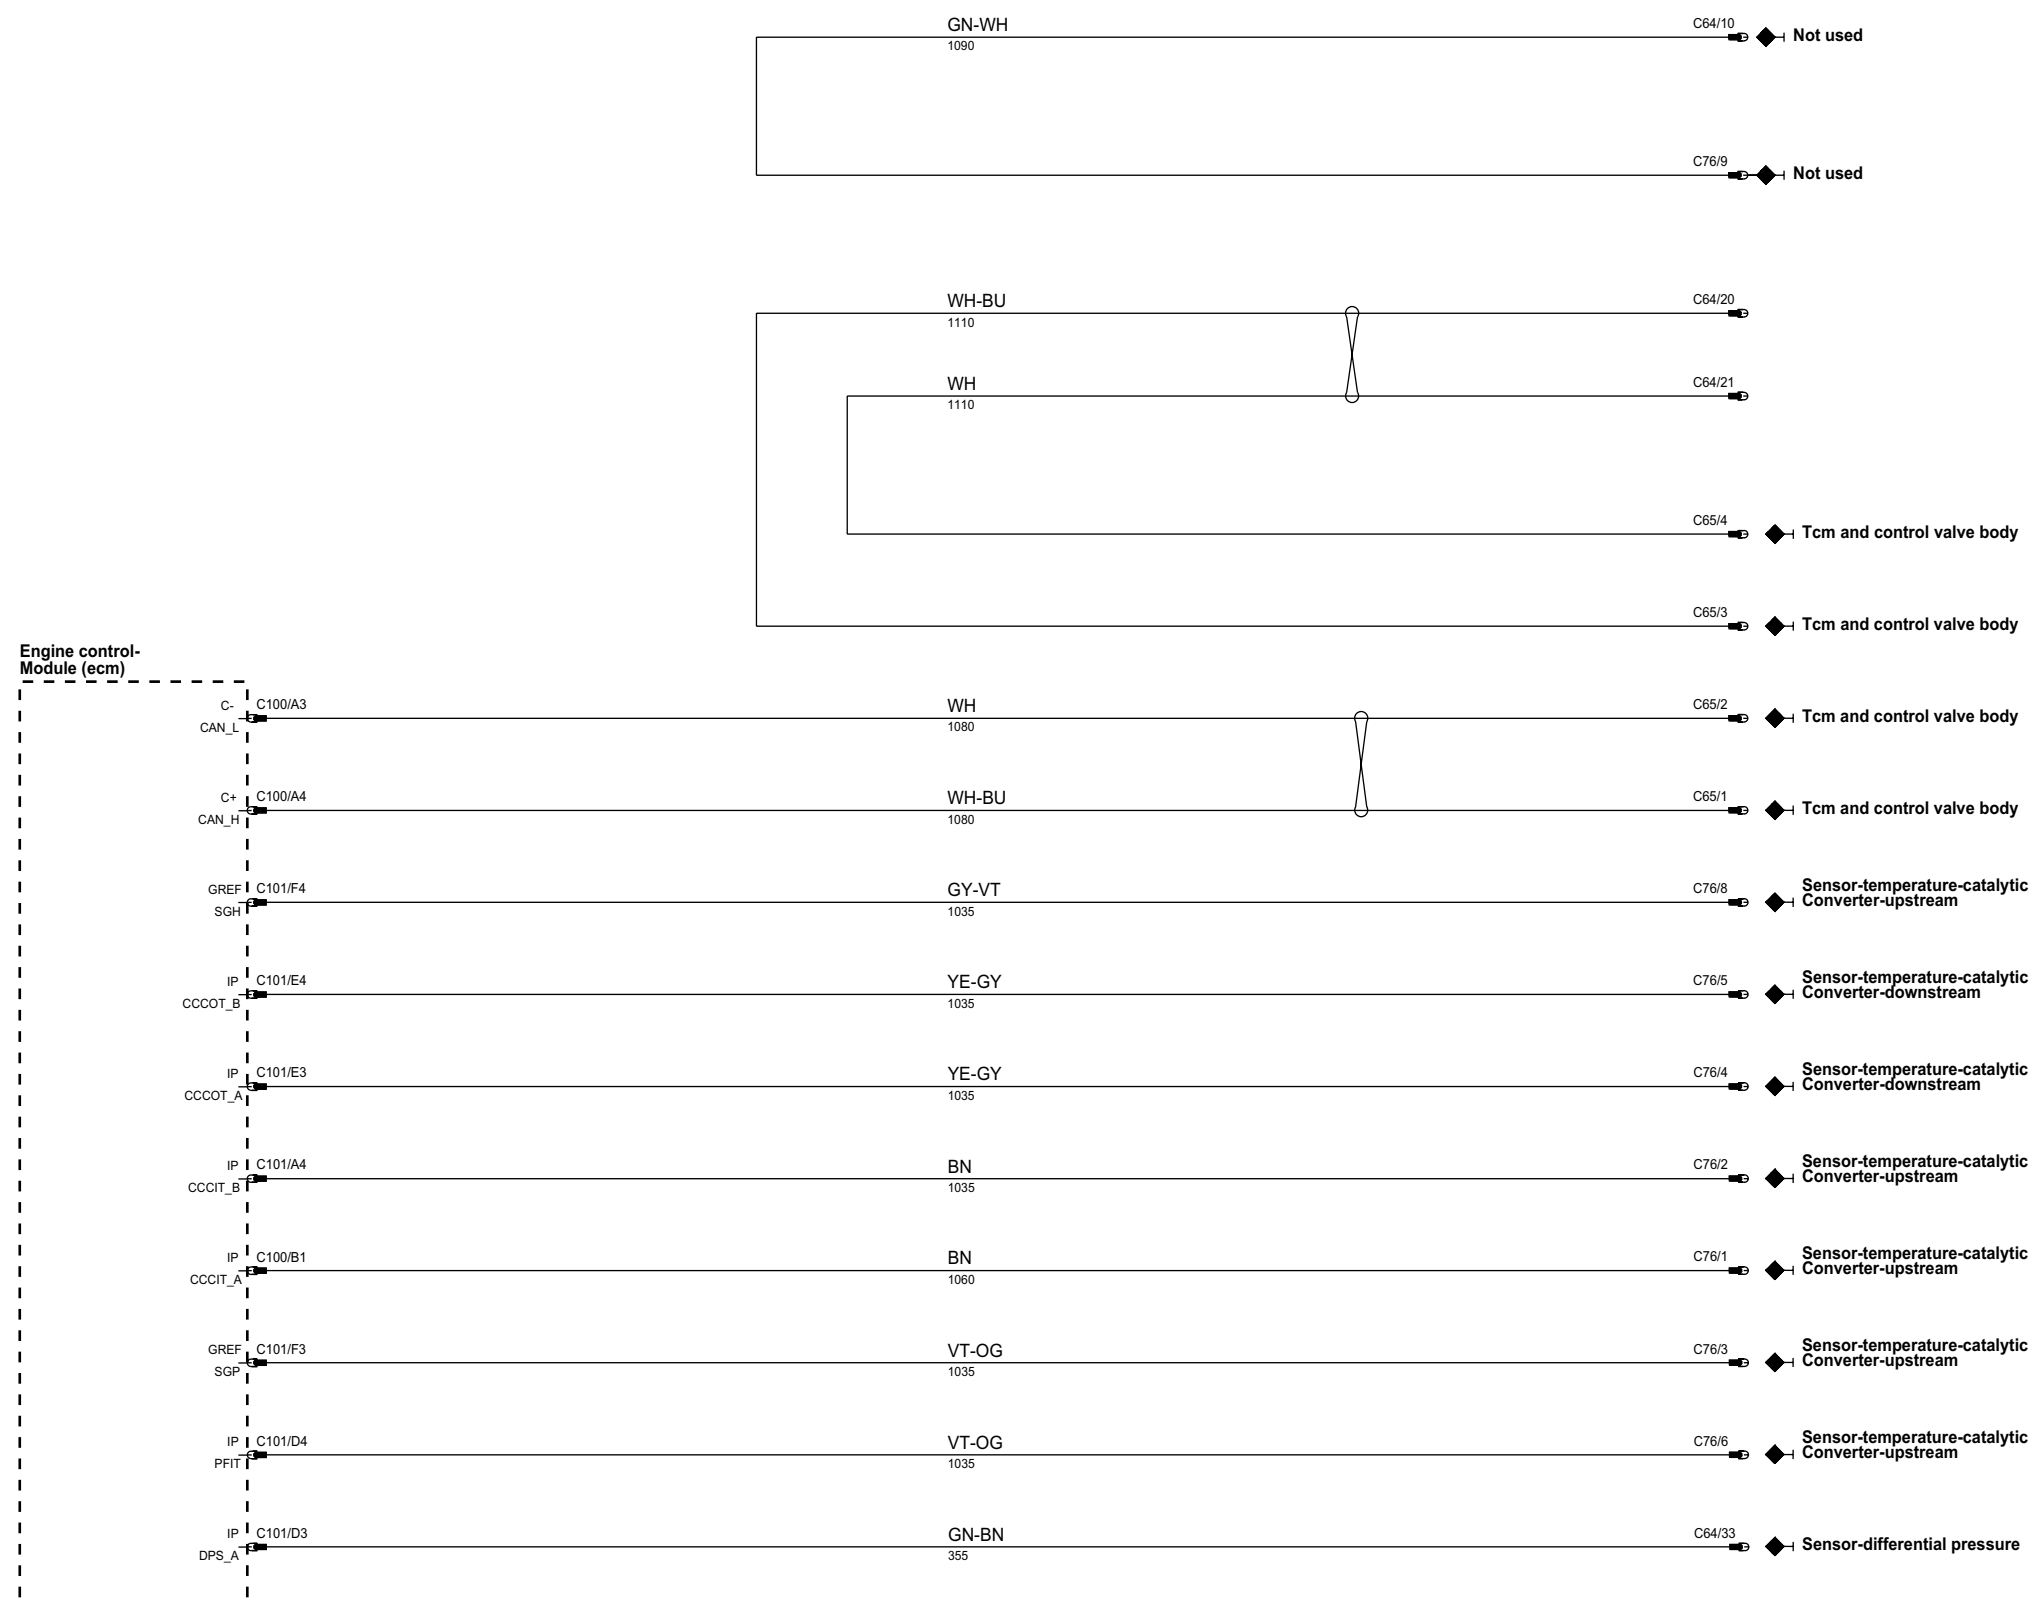 GN-WH
C64/10
1090
Not used
C76/9
Not used
WH-BU
C64/20
1110
WH
C64/21
1110
C65/4
Tcm and control valve body
C65/3
Tcm and control valve body
Engine control-
Module (ecm)
C-
C100/A3
WH
C65/2
CAN_L
1080
Tcm and control valve body
C+
C100/A4
WH-BU
C65/1
CAN_H
1080
Tcm and control valve body
GREF
C101/F4
GY-VT
C76/8
SGH
1035
Sensor-temperature-catalytic
Converter-upstream
IP
C101/E4
YE-GY
C76/5
CCCOT_B
1035
Sensor-temperature-catalytic
Converter-downstream
IP
C101/E3
YE-GY
C76/4
CCCOT_A
1035
Sensor-temperature-catalytic
Converter-downstream
IP
C101/A4
BN
C76/2
CCCIT_B
1035
Sensor-temperature-catalytic
Converter-upstream
IP
C100/B1
BN
C76/1
CCCIT_A
1060
Sensor-temperature-catalytic
Converter-upstream
GREF
C101/F3
VT-OG
C76/3
SGP
1035
Sensor-temperature-catalytic
Converter-upstream
IP
C101/D4
VT-OG
C76/6
PFIT
1035
Sensor-temperature-catalytic
Converter-upstream
IP
C101/D3
GN-BN
C64/33
DPS_A
355
Sensor-differential pressure